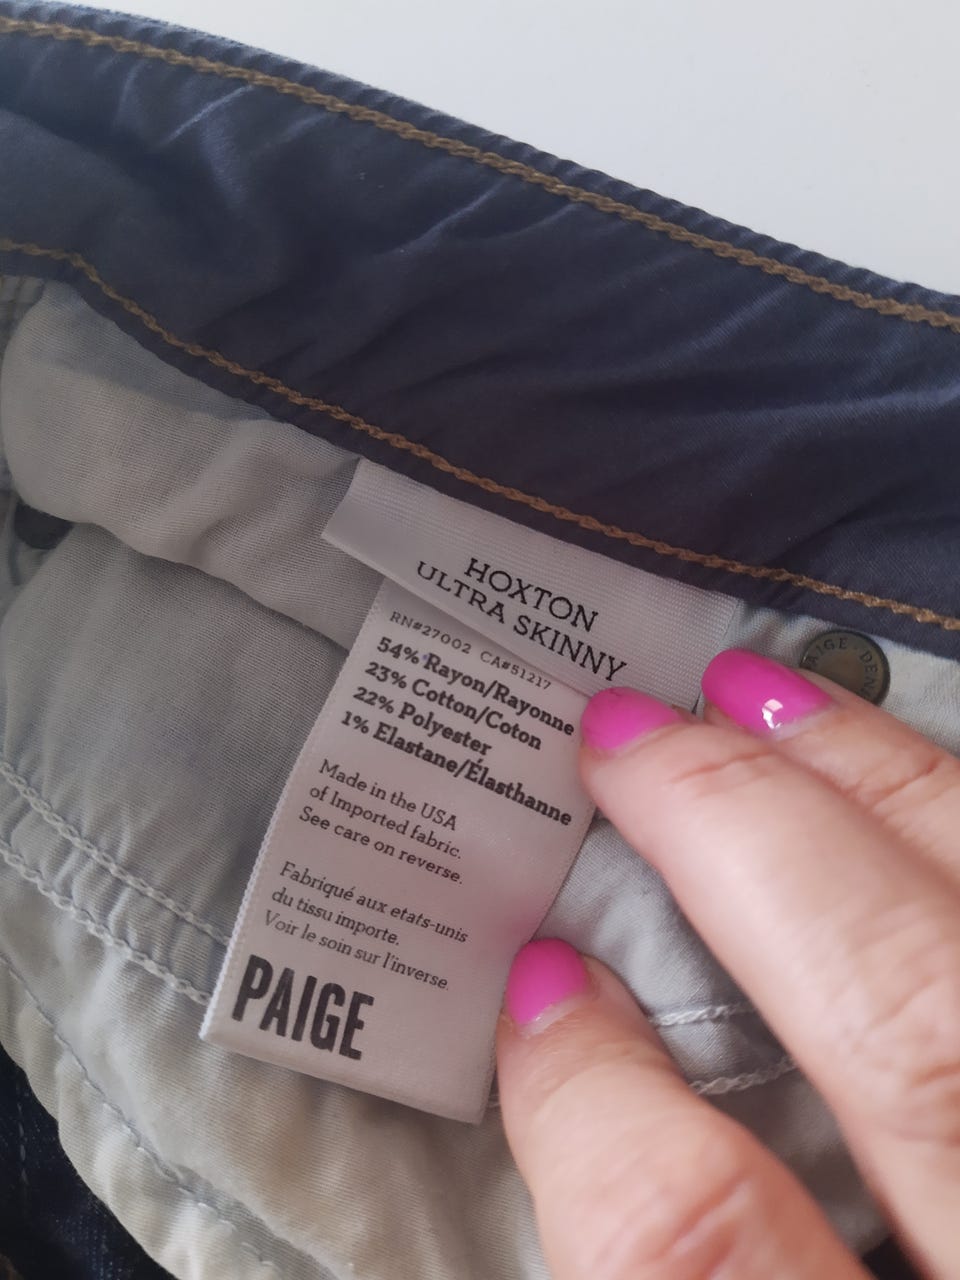 HOXTON
ULTRA SKINNY
RN#27002 CA#51217
54% Rayon/Rayonne
23% Cotton/Coton
22% Polyester
1% Elastane/Élasthanne
Made in the USA
of Imported fabric.
See care on reverse.
Fabriqué aux etats-unis
du tissu importe.
Voir le soin sur l'inverse.
PAIGE